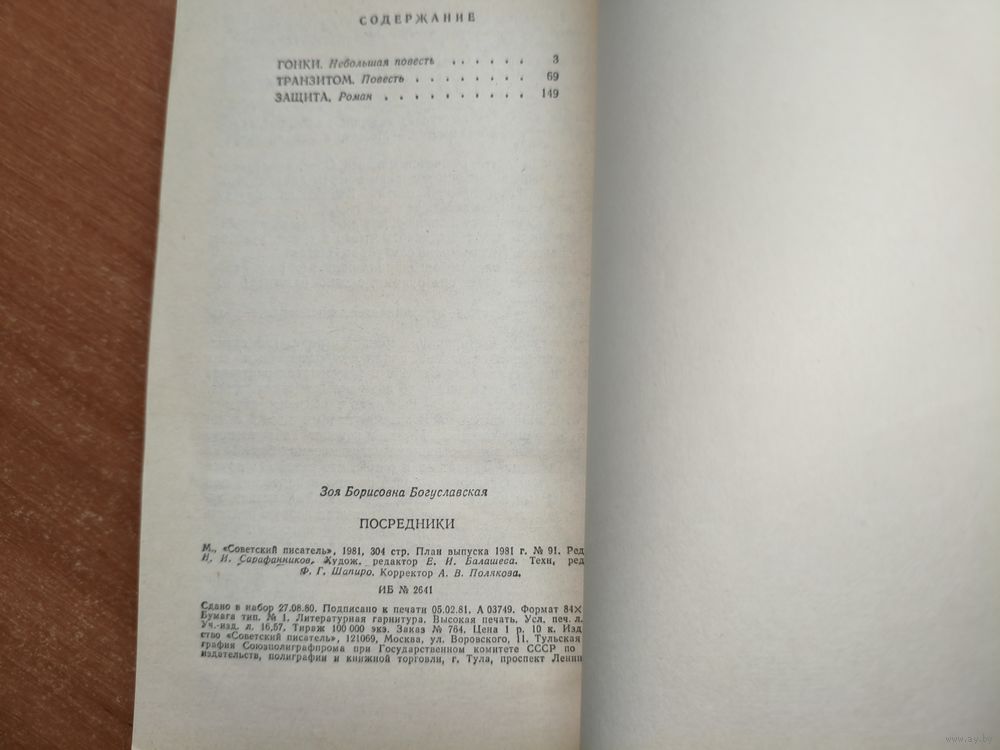 СОДЕРЖАНИЕ
ГОНКИ. Небольшая повесть . . . . . . 3
ТРАНЗИТОМ. Повесть . . . . . . . . 69
ЗАЩИТА. Роман . . . . . . . . . . 149
Зоя Борисовна Богуславская
ПОСРЕДНИКИ
М., «Советский писатель», 1981, 304 стр. План выпуска 1981 г. № 91. Ред
И. И. Сарафанников. Худож. редактор Е. И. Балашева. Техн. ред
Ф. Г. Шапиро. Корректор А. В. Полякова.
ИБ № 2641
Сдано в набор 27.08.80. Подписано к печати 05.02.81. А 03749. Формат 84×
Бумага тип. № 1. Литературная гарнитура. Высокая печать. Усл. печ. л.
Уч.-изд. л. 16,57. Тираж 100 000 экз. Заказ № 764. Цена 1 р. 10 к. Изд
ство «Советский писатель», 121069, Москва, ул. Воровского, 11. Тульская
графия Союзполиграфпрома при Государственном комитете СССР по
издательств, полиграфии и книжной торговли, г. Тула, проспект Ленин
www.ay.by